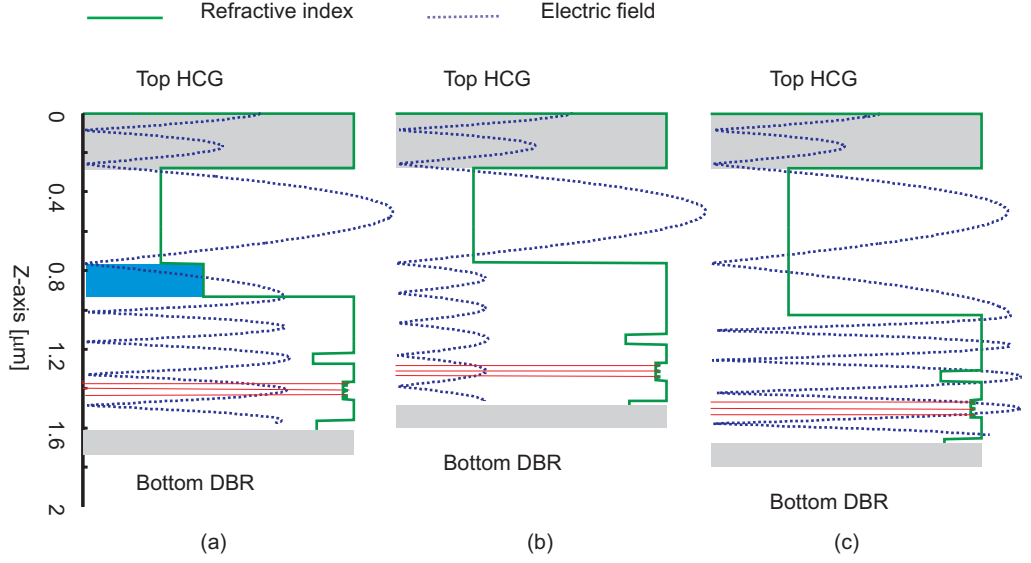 Refractive index Electric field
Top HCG Top HCG Top HCG
0
0.4
0.8
1.2
1.6
2
Z-axis [μm]
Bottom DBR Bottom DBR Bottom DBR
(a) (b) (c)